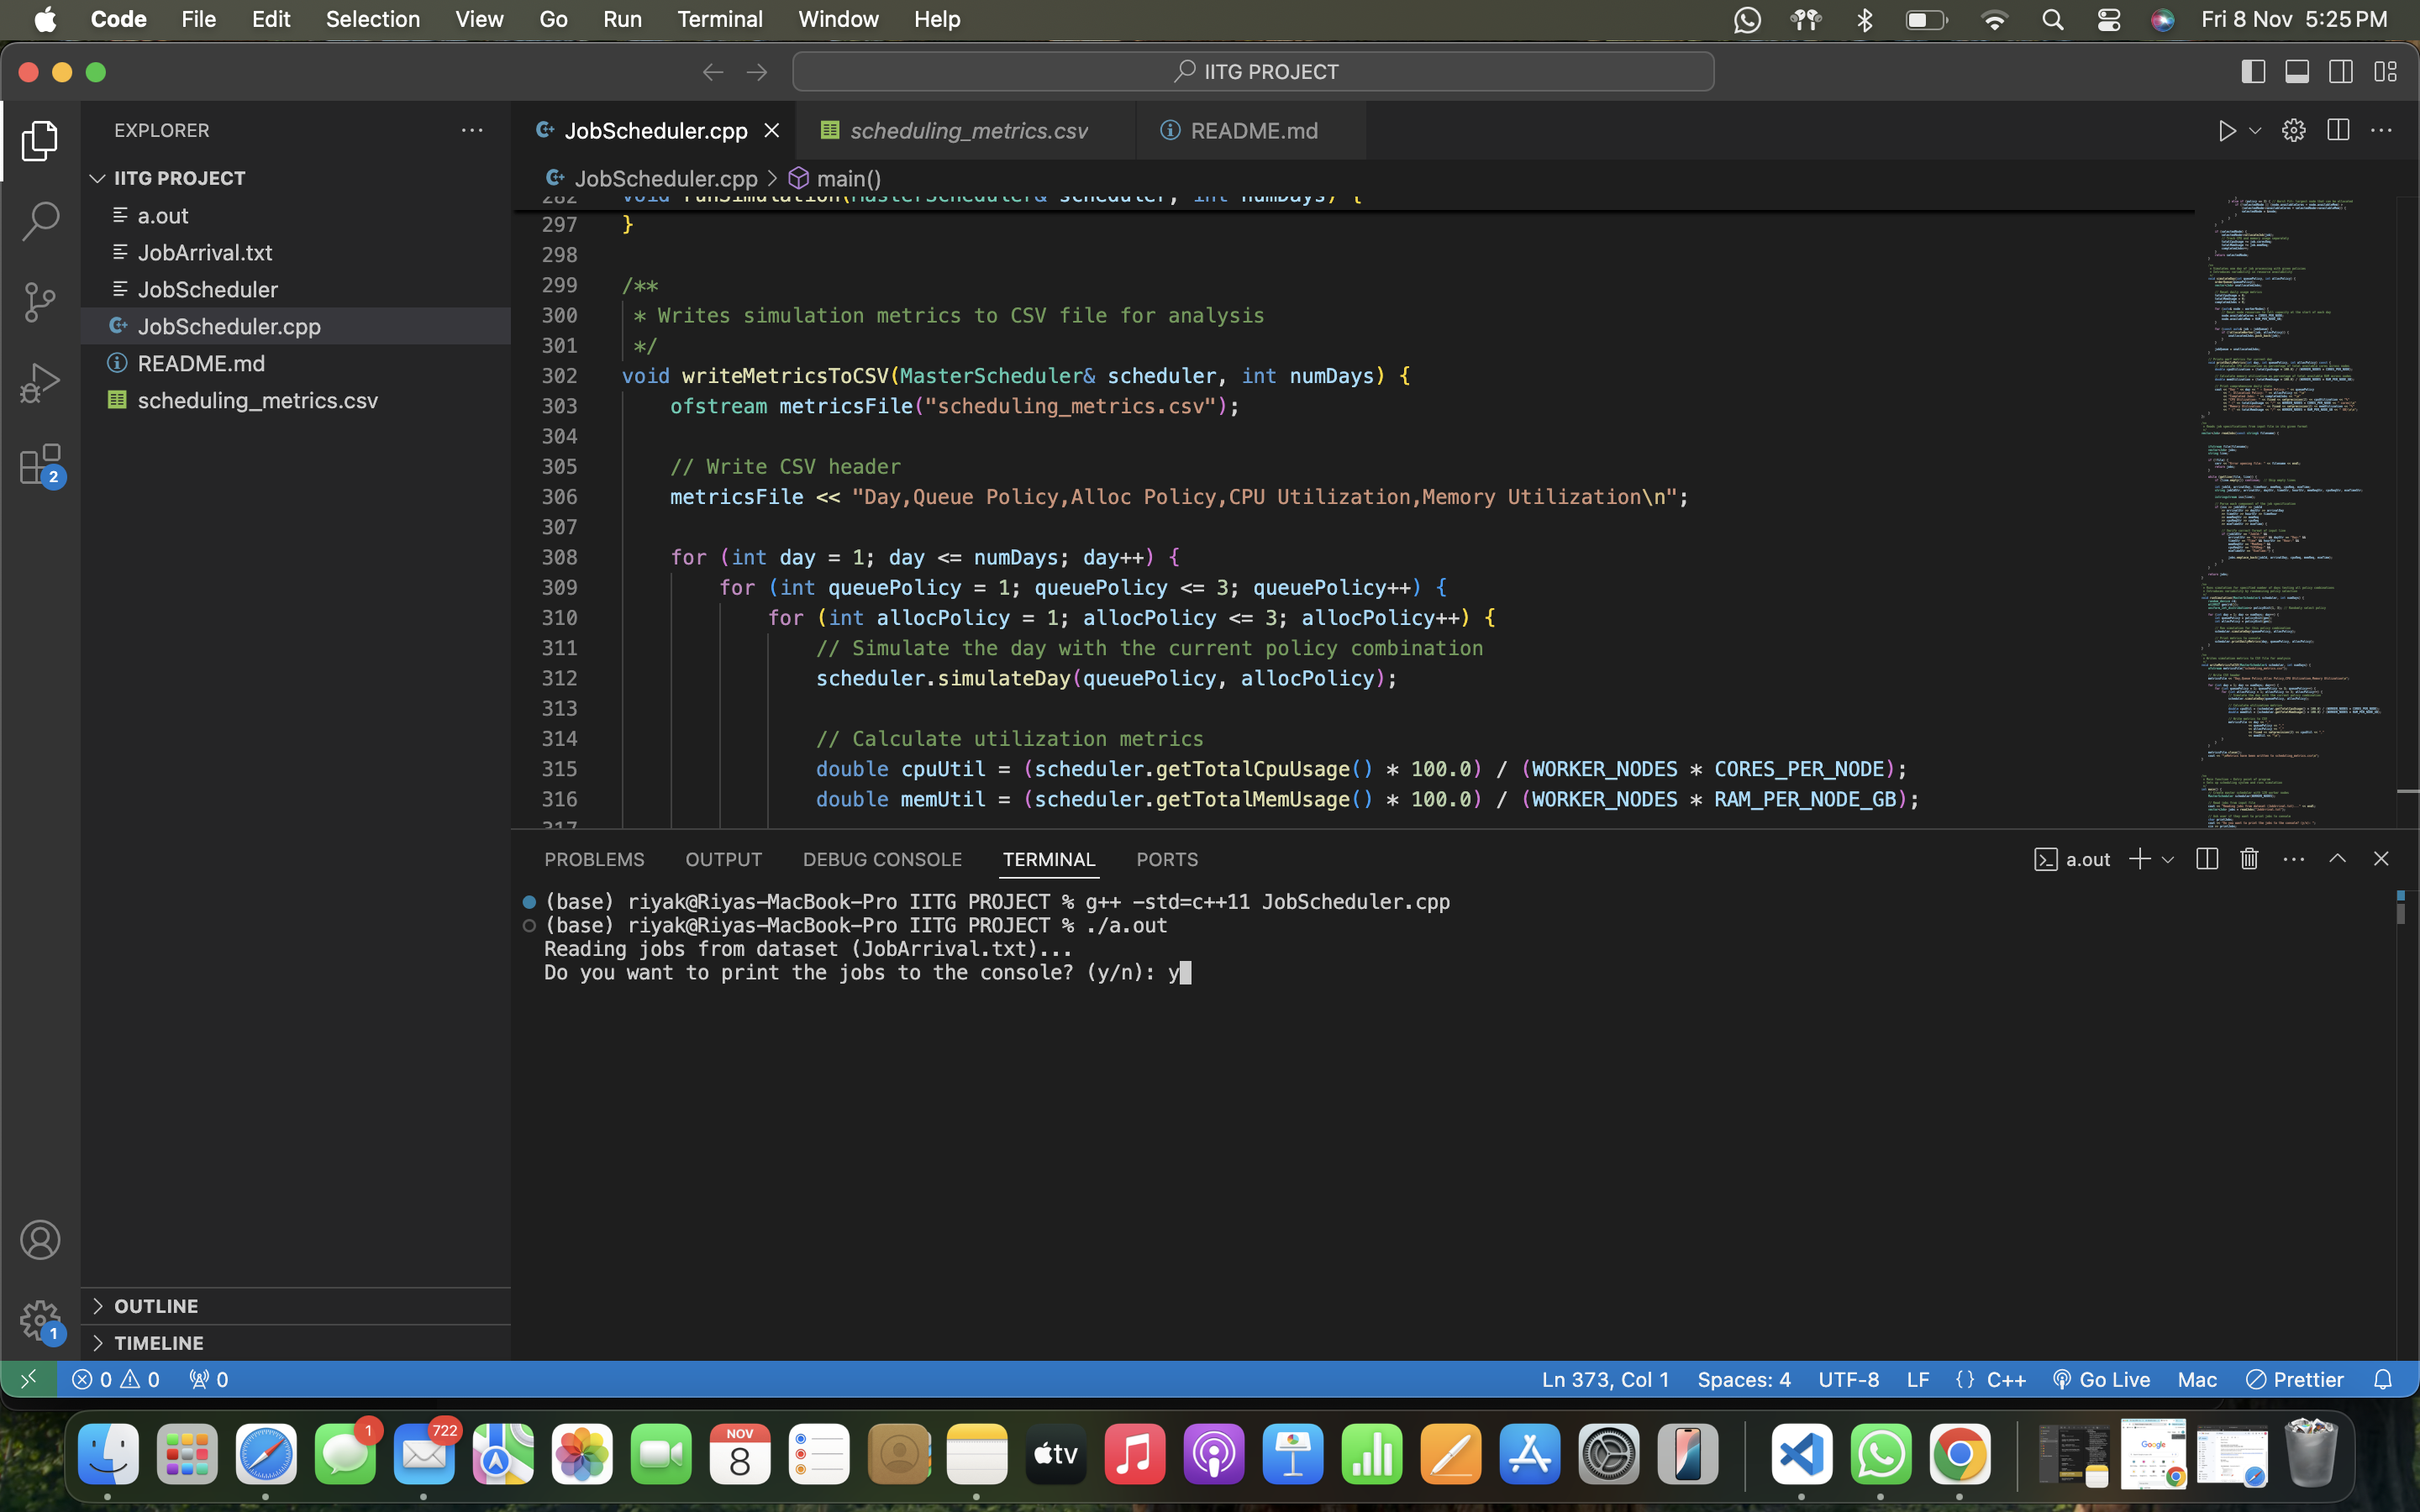 Code File Edit Selection View Go Run Terminal Window Help Fri 8 Nov 5:25 PM
IITG PROJECT
EXPLORER
IITG PROJECT
a.out
JobArrival.txt
JobScheduler
JobScheduler.cpp
README.md
scheduling_metrics.csv
OUTLINE
TIMELINE
2
1
JobScheduler.cpp scheduling_metrics.csv README.md
JobScheduler.cpp > main()
282 void runSimulation(MasterScheduler& scheduler, int numDays) {
297 }
298
299 /**
300 * Writes simulation metrics to CSV file for analysis
301 */
302 void writeMetricsToCSV(MasterScheduler& scheduler, int numDays) {
303 ofstream metricsFile("scheduling_metrics.csv");
304
305 // Write CSV header
306 metricsFile << "Day,Queue Policy,Alloc Policy,CPU Utilization,Memory Utilization\n";
307
308 for (int day = 1; day <= numDays; day++) {
309 for (int queuePolicy = 1; queuePolicy <= 3; queuePolicy++) {
310 for (int allocPolicy = 1; allocPolicy <= 3; allocPolicy++) {
311 // Simulate the day with the current policy combination
312 scheduler.simulateDay(queuePolicy, allocPolicy);
313
314 // Calculate utilization metrics
315 double cpuUtil = (scheduler.getTotalCpuUsage() * 100.0) / (WORKER_NODES * CORES_PER_NODE);
316 double memUtil = (scheduler.getTotalMemUsage() * 100.0) / (WORKER_NODES * RAM_PER_NODE_GB);
317
PROBLEMS OUTPUT DEBUG CONSOLE TERMINAL PORTS a.out
(base) riyak@Riyas-MacBook-Pro IITG PROJECT % g++ -std=c++11 JobScheduler.cpp
(base) riyak@Riyas-MacBook-Pro IITG PROJECT % ./a.out
Reading jobs from dataset (JobArrival.txt)...
Do you want to print the jobs to the console? (y/n): y
0 0 0 Ln 373, Col 1 Spaces: 4 UTF-8 LF {} C++ Go Live Mac Prettier
1 722 NOV 8 tv Google